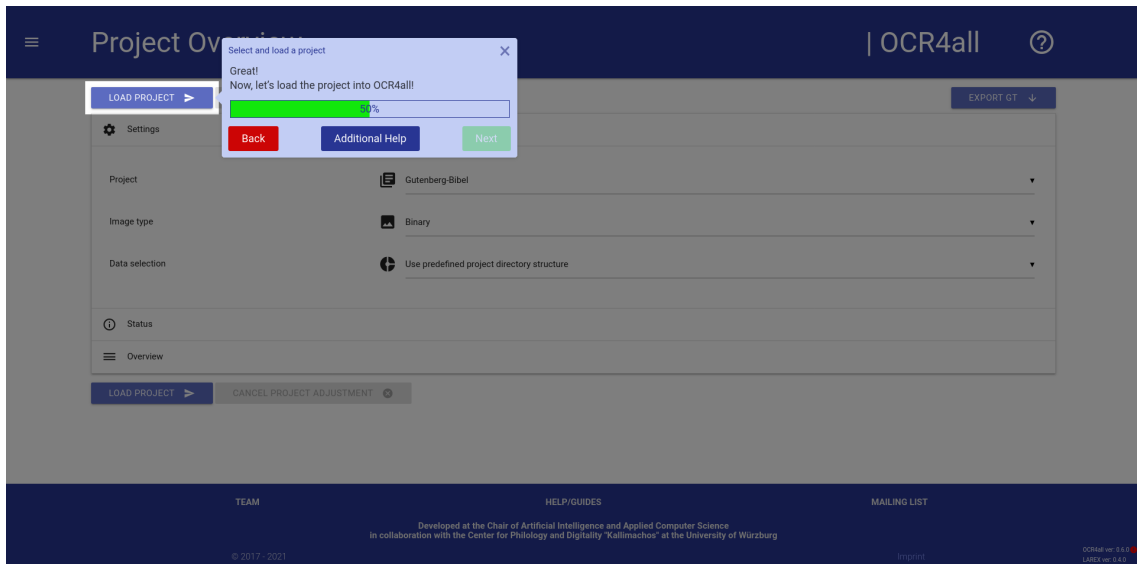 Project Ov
| OCR4all
Select and load a project
Great!
Now, let's load the project into OCR4all!
50%
Back
Additional Help
Next
LOAD PROJECT
EXPORT GT
Settings
Project
Gutenberg-Bibel
Image type
Binary
Data selection
Use predefined project directory structure
Status
Overview
LOAD PROJECT
CANCEL PROJECT ADJUSTMENT
TEAM
HELP/GUIDES
MAILING LIST
Developed at the Chair of Artificial Intelligence and Applied Computer Science
in collaboration with the Center for Philology and Digitality "Kallimachos" at the University of Würzburg
© 2017 - 2021
Imprint
OCR4all ver: 0.6.0
LAREX ver: 0.4.0